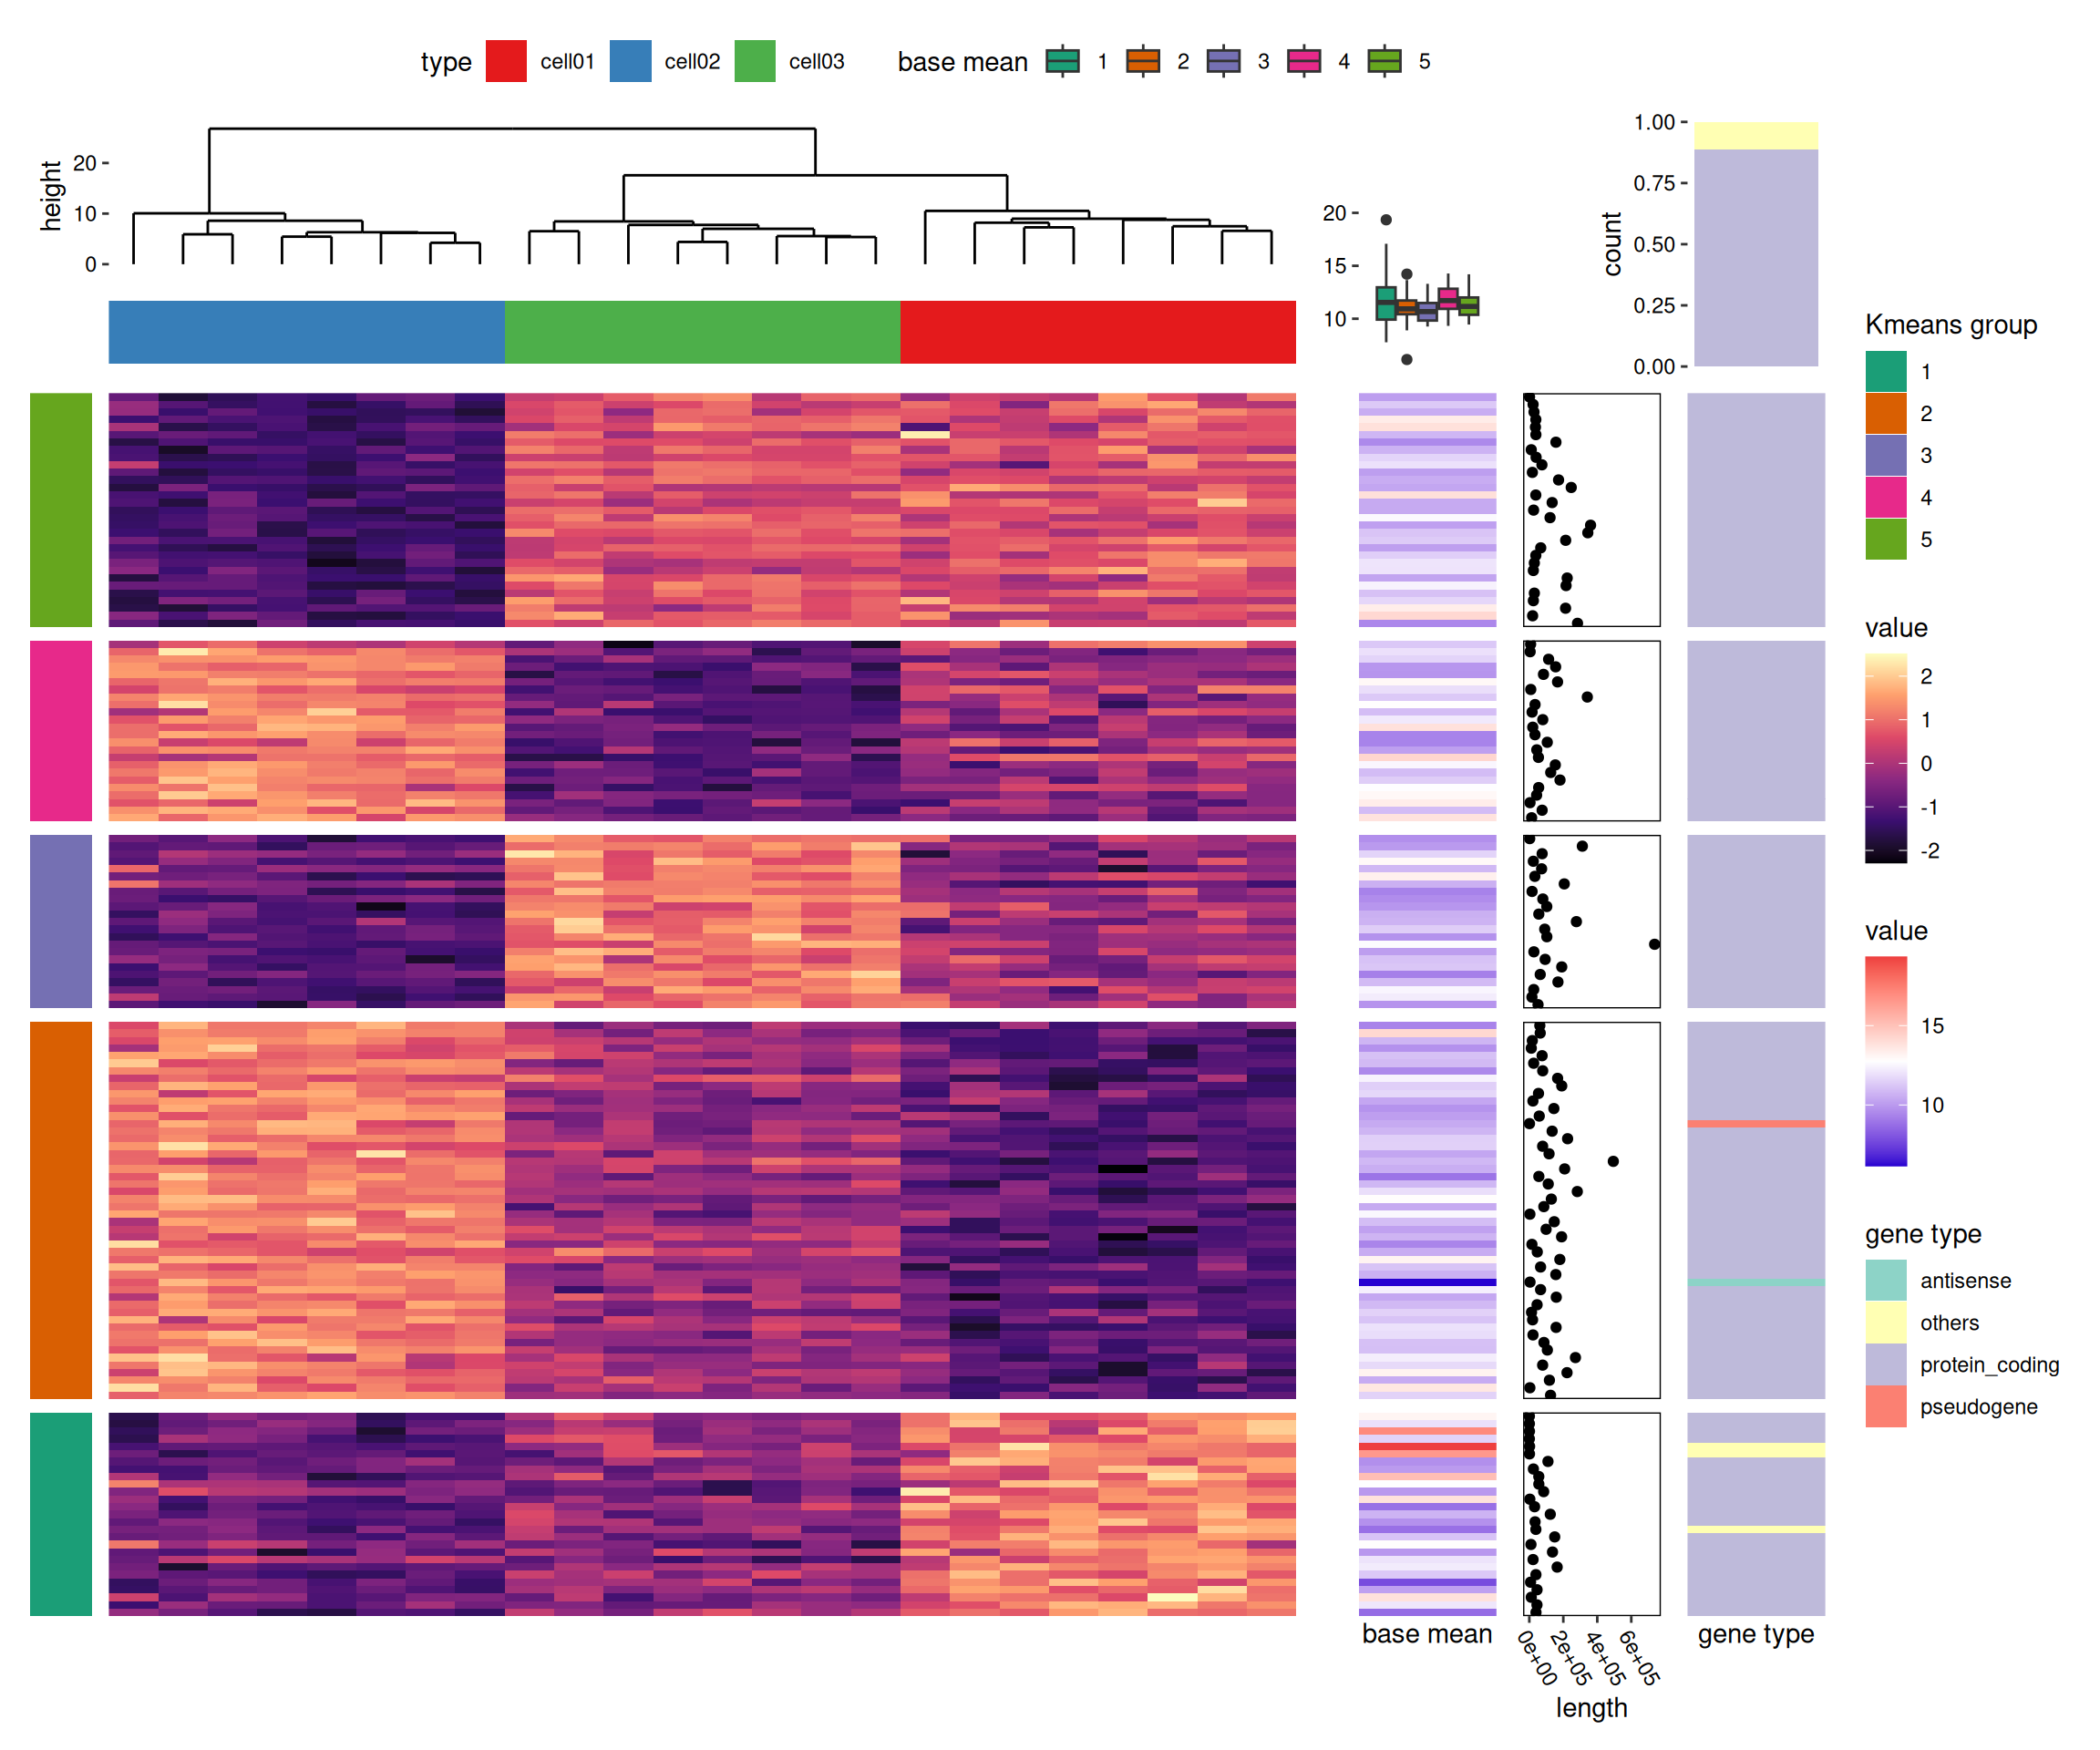 type cell01 cell02 cell03 base mean 1 2 3 4 5
height
20
10
0
20
15
10
count
1.00
0.75
0.50
0.25
0.00
Kmeans group
1
2
3
4
5
value
2
1
0
-1
-2
value
15
10
gene type
antisense
others
protein_coding
pseudogene
base mean
0e+00
2e+05
4e+05
6e+05
length
gene type